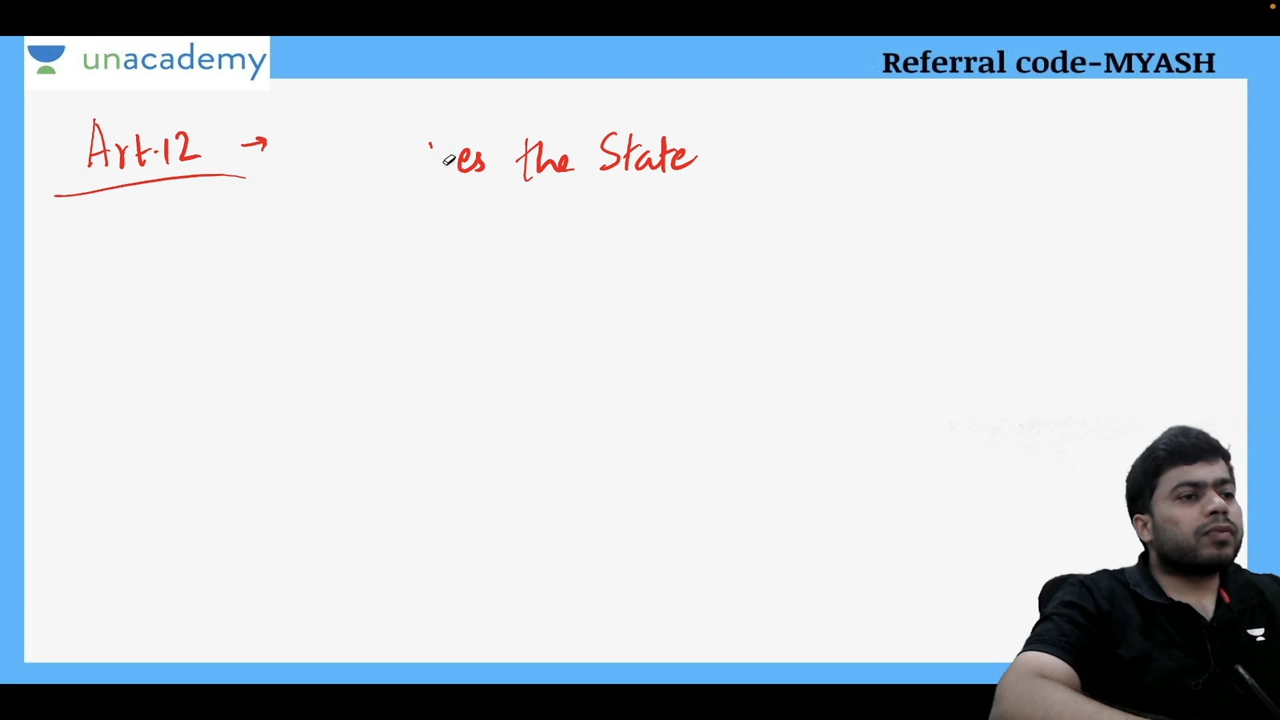 unacademy
Referral code-MYASH
Art.12 → es the State